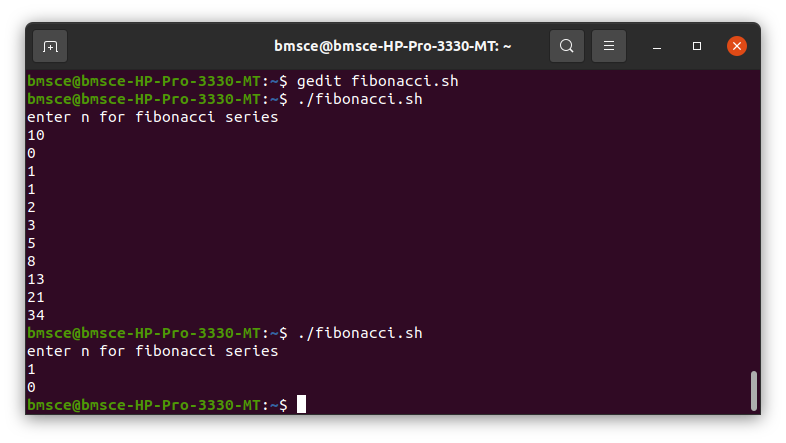 bmsce@bmsce-HP-Pro-3330-MT: ~
bmsce@bmsce-HP-Pro-3330-MT:~$ gedit fibonacci.sh
bmsce@bmsce-HP-Pro-3330-MT:~$ ./fibonacci.sh
enter n for fibonacci series
10
0
1
1
2
3
5
8
13
21
34
bmsce@bmsce-HP-Pro-3330-MT:~$ ./fibonacci.sh
enter n for fibonacci series
1
0
bmsce@bmsce-HP-Pro-3330-MT:~$